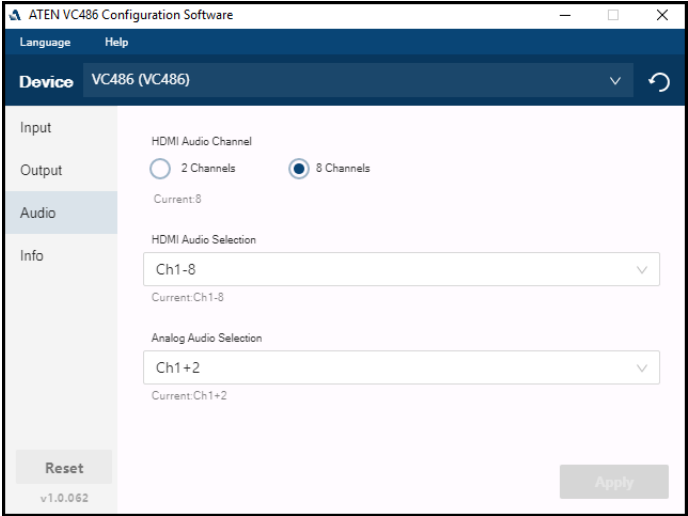 ATEN VC486 Configuration Software
Language Help
Device VC486 (VC486)
Input
Output
Audio
Info
HDMI Audio Channel
2 Channels 8 Channels
Current:8
HDMI Audio Selection
Ch1-8
Current:Ch1-8
Analog Audio Selection
Ch1+2
Current:Ch1+2
Reset
v1.0.062
Apply